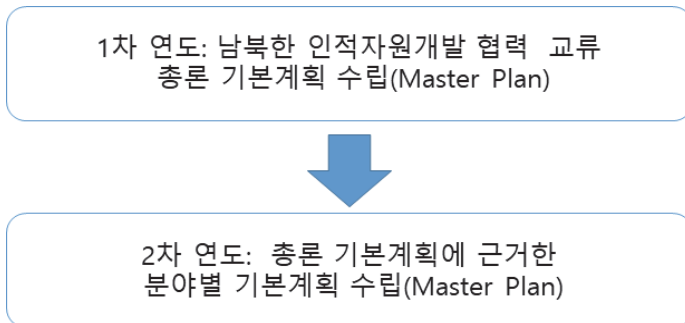 1차 연도: 남북한 인적자원개발 협력 교류
총론 기본계획 수립(Master Plan)
2차 연도: 총론 기본계획에 근거한
분야별 기본계획 수립(Master Plan)